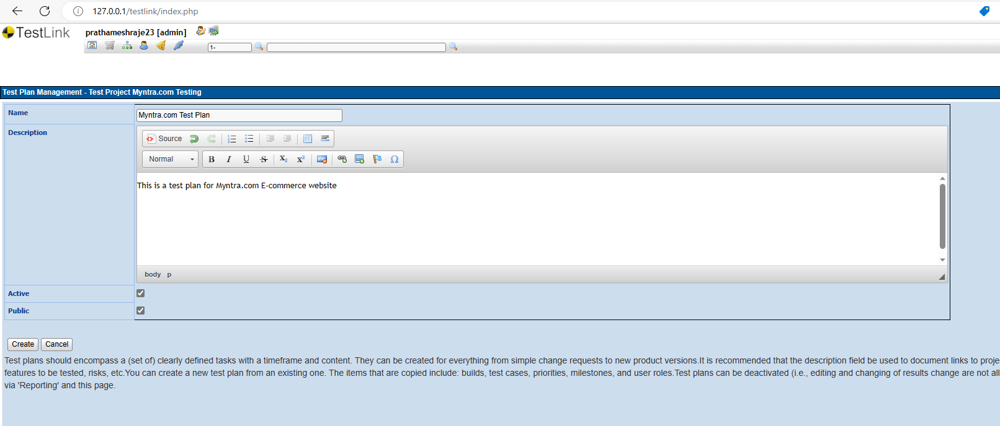 127.0.0.1/testlink/index.php
TestLink
prathameshraje23 [admin]
1-
Test Plan Management - Test Project Myntra.com Testing
Name
Myntra.com Test Plan
Description
Source
Normal
B I U S X₂ X²
This is a test plan for Myntra.com E-commerce website
body p
Active
Public
Create Cancel
Test plans should encompass a (set of) clearly defined tasks with a timeframe and content. They can be created for everything from simple change requests to new product versions.It is recommended that the description field be used to document links to proje
features to be tested, risks, etc.You can create a new test plan from an existing one. The items that are copied include: builds, test cases, priorities, milestones, and user roles.Test plans can be deactivated (i.e., editing and changing of results change are not all
via 'Reporting' and this page.